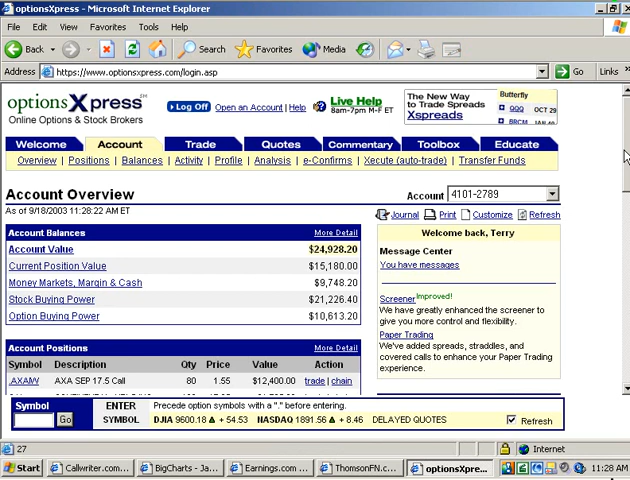 optionsXpress - Microsoft Internet Explorer
File Edit View Favorites Tools Help
Back Search Favorites Media
Address https://www.optionsxpress.com/login.asp Go Links »
optionsXpress SM
Online Options & Stock Brokers
Log Off Open an Account | Help
Live Help
8am-7pm M-F ET
The New Way
to Trade Spreads
Xspreads
Butterfly
QQQ OCT 29
BRCM JAN 40
Welcome Account Trade Quotes Commentary Toolbox Educate
Overview | Positions | Balances | Activity | Profile | Analysis | e-Confirms | Xecute (auto-trade) | Transfer Funds
Account Overview
Account 4101-2789
As of 9/18/2003 11:28:22 AM ET
Journal Print Customize Refresh
Account Balances More Detail
Account Value $24,928.20
Current Position Value $15,180.00
Money Markets, Margin & Cash $9,748.20
Stock Buying Power $21,226.40
Option Buying Power $10,613.20
Welcome back, Terry
Message Center
You have messages
Screener Improved!
We have greatly enhanced the screener to
give you more control and flexibility.
Paper Trading
We've added spreads, straddles, and
covered calls to enhance your Paper Trading
experience.
Account Positions More Detail
Symbol Description Qty Price Value Action
.AXAIW AXA SEP 17.5 Call 80 1.55 $12,400.00 trade | chain
Symbol
Go
ENTER
SYMBOL
Precede option symbols with a "." before entering.
DJIA 9600.18 + 54.53 NASDAQ 1891.56 + 8.46 DELAYED QUOTES
Refresh
27 Internet
Start Callwriter.com... BigCharts - Ja... Earnings.com ... ThomsonFN.c... optionsXpre... 11:28 AM